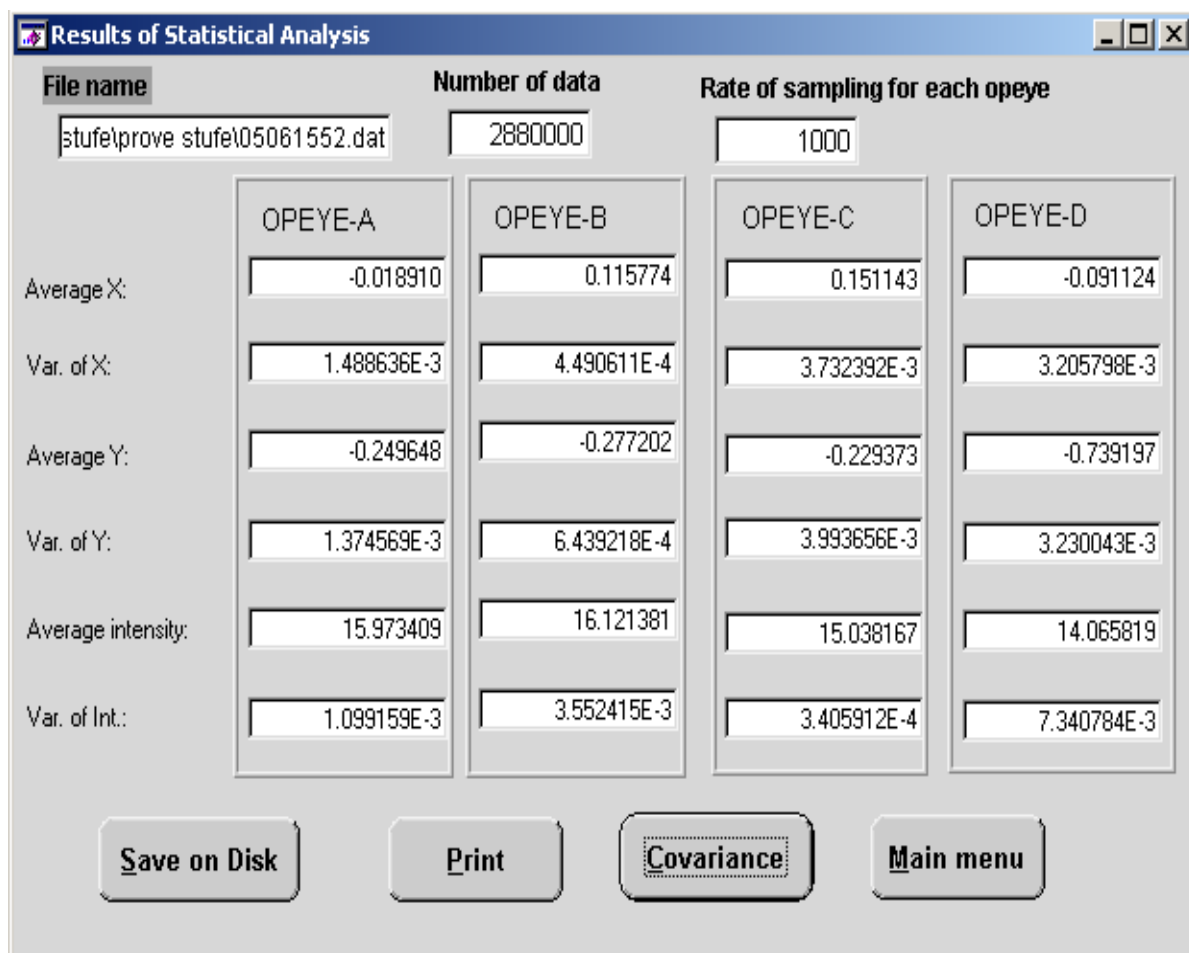 Results of Statistical Analysis
File name Number of data Rate of sampling for each opeye
stufe\prove stufe\05061552.dat 2880000 1000
OPEYE-A OPEYE-B OPEYE-C OPEYE-D
Average X: -0.018910 0.115774 0.151143 -0.091124
Var. of X: 1.488636E-3 4.490611E-4 3.732392E-3 3.205798E-3
Average Y: -0.249648 -0.277202 -0.229373 -0.739197
Var. of Y: 1.374569E-3 6.439218E-4 3.993656E-3 3.230043E-3
Average intensity: 15.973409 16.121381 15.038167 14.065819
Var. of Int.: 1.099159E-3 3.552415E-3 3.405912E-4 7.340784E-3
Save on Disk Print Covariance Main menu